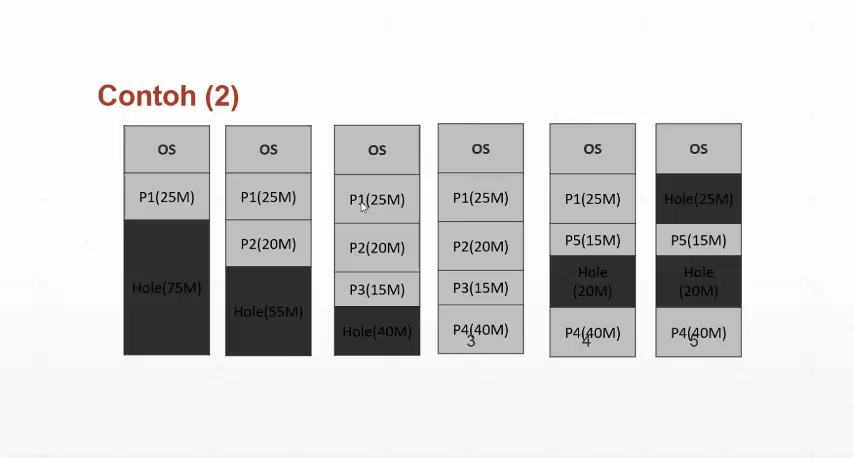 Contoh (2)
OS
P1(25M)
Hole(75M)
OS
P1(25M)
P2(20M)
Hole(55M)
OS
P1(25M)
P2(20M)
P3(15M)
Hole(40M)
OS
P1(25M)
P2(20M)
P3(15M)
P4(40M)
3
OS
P1(25M)
P5(15M)
Hole
(20M)
P4(40M)
4
OS
Hole(25M)
P5(15M)
Hole
(20M)
P4(40M)
5